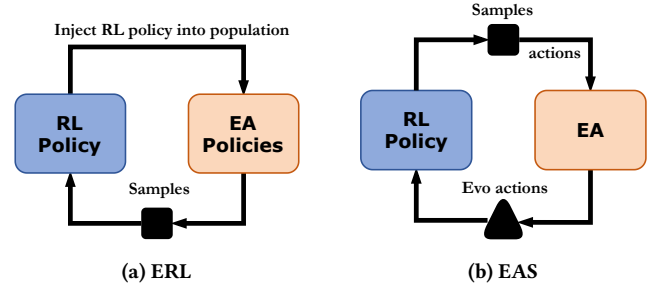 Inject RL policy into population
RL
Policy
EA
Policies
Samples
(a) ERL
Samples
actions
RL
Policy
EA
Evo actions
(b) EAS